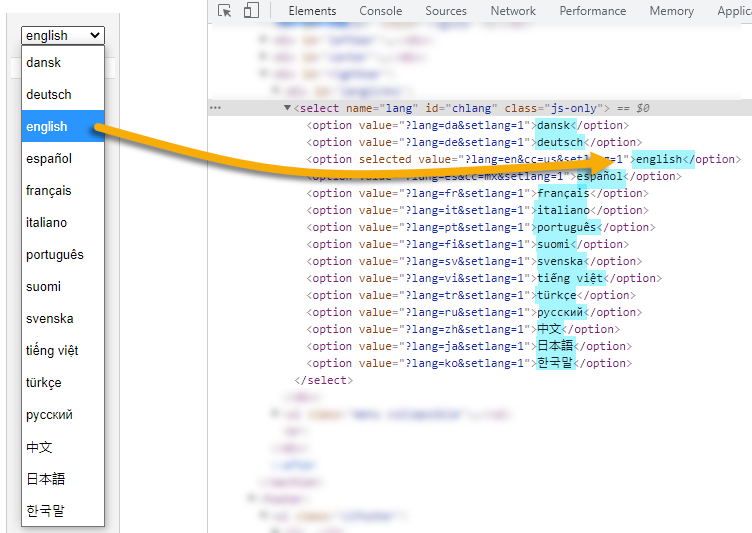 english
dansk
deutsch
english
español
français
italiano
português
suomi
svenska
tiếng việt
türkçe
русский
中文
日本語
한국말
Elements Console Sources Network Performance Memory Applic
<select name="lang" id="chlang" class="js-only"> == $0
<option value="?lang=da&setlang=1">dansk</option>
<option value="?lang=de&setlang=1">deutsch</option>
<option selected value="?lang=en&cc=us&setlang=1">english</option>
<option value="?lang=es&cc=mx&setlang=1">español</option>
<option value="?lang=fr&setlang=1">français</option>
<option value="?lang=it&setlang=1">italiano</option>
<option value="?lang=pt&setlang=1">português</option>
<option value="?lang=fi&setlang=1">suomi</option>
<option value="?lang=sv&setlang=1">svenska</option>
<option value="?lang=vi&setlang=1">tiếng việt</option>
<option value="?lang=tr&setlang=1">türkçe</option>
<option value="?lang=ru&setlang=1">русский</option>
<option value="?lang=zh&setlang=1">中文</option>
<option value="?lang=ja&setlang=1">日本語</option>
<option value="?lang=ko&setlang=1">한국말</option>
</select>